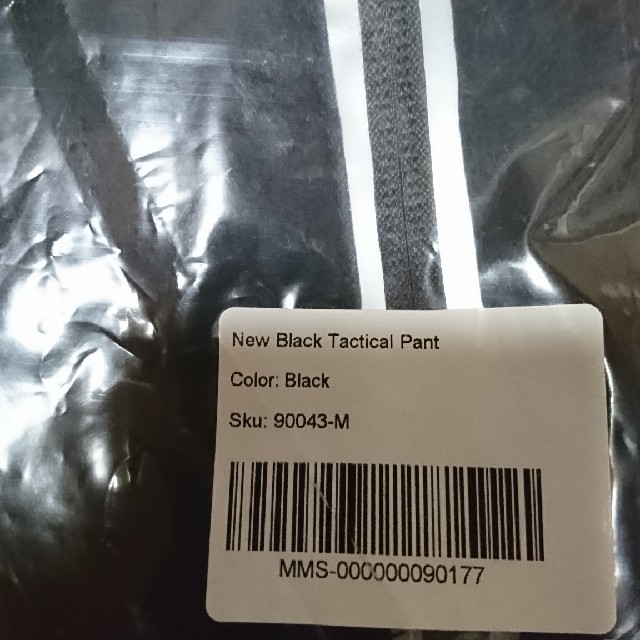 New Black Tactical Pant
Color: Black
Sku: 90043-M
MMS-000000090177